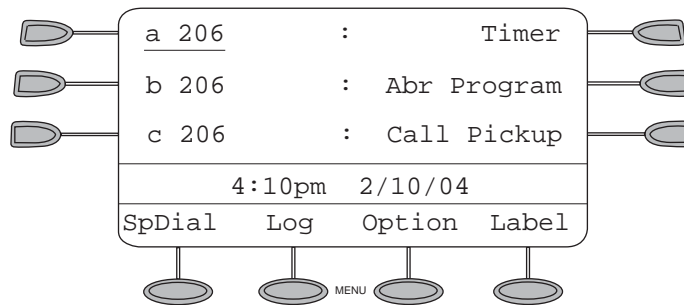 a 206 : Timer
b 206 : Abr Program
c 206 : Call Pickup
4:10pm 2/10/04
SpDial Log Option Label
MENU